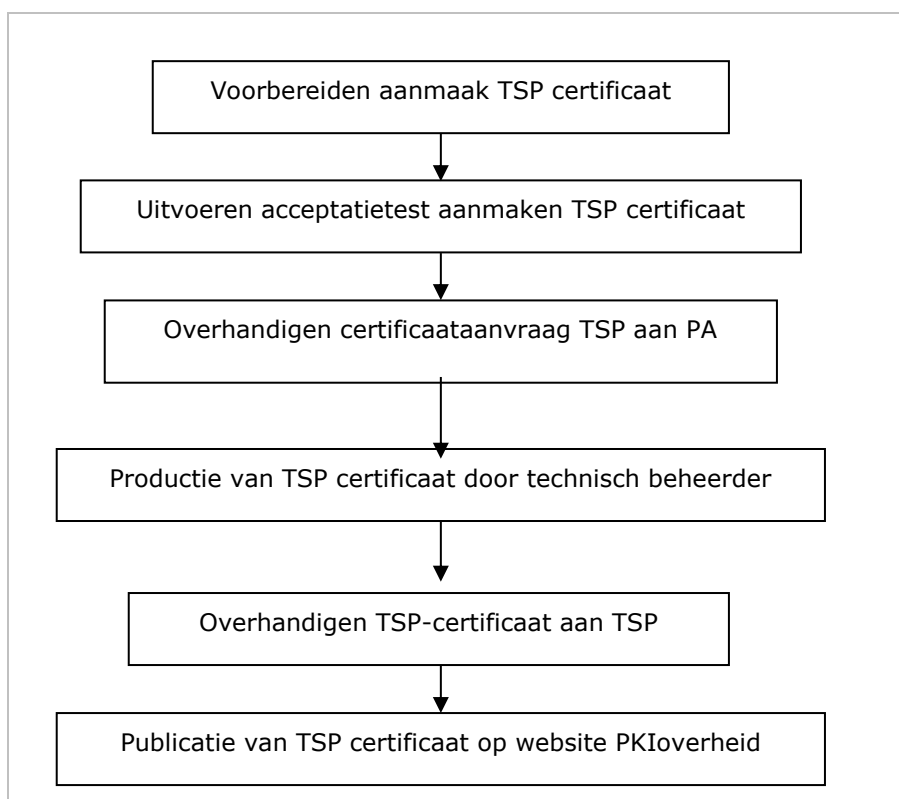 Voorbereiden aanmaak TSP certificaat
Uitvoeren acceptatietest aanmaken TSP certificaat
Overhandigen certificaataanvraag TSP aan PA
Productie van TSP certificaat door technisch beheerder
Overhandigen TSP-certificaat aan TSP
Publicatie van TSP certificaat op website PKIoverheid